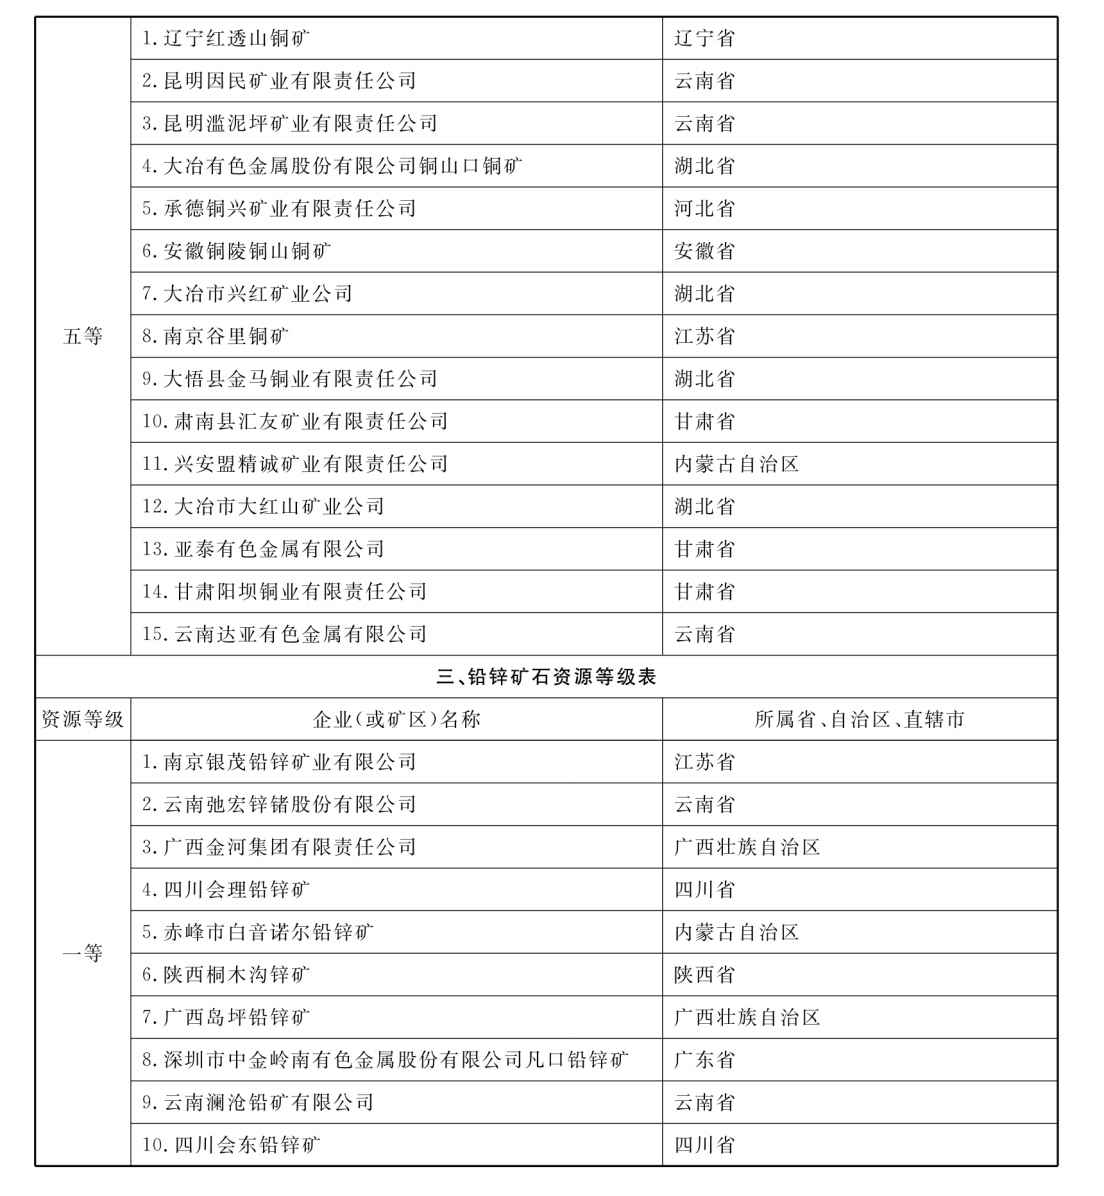 1.辽宁红透山铜矿 辽宁省
2.昆明因民矿业有限责任公司 云南省
3.昆明滥泥坪矿业有限责任公司 云南省
4.大冶有色金属股份有限公司铜山口铜矿 湖北省
5.承德铜兴矿业有限责任公司 河北省
6.安徽铜陵铜山铜矿 安徽省
7.大冶市兴红矿业公司 湖北省
五等 8.南京谷里铜矿 江苏省
9.大悟县金马铜业有限责任公司 湖北省
10.肃南县汇友矿业有限责任公司 甘肃省
11.兴安盟精诚矿业有限责任公司 内蒙古自治区
12.大冶市大红山矿业公司 湖北省
13.亚泰有色金属有限公司 甘肃省
14.甘肃阳坝铜业有限责任公司 甘肃省
15.云南达亚有色金属有限公司 云南省
三、铅锌矿石资源等级表
资源等级 企业(或矿区)名称 所属省、自治区、直辖市
1.南京银茂铅锌矿业有限公司 江苏省
2.云南弛宏锌锗股份有限公司 云南省
3.广西金河集团有限责任公司 广西壮族自治区
4.四川会理铅锌矿 四川省
5.赤峰市白音诺尔铅锌矿 内蒙古自治区
一等 6.陕西桐木沟锌矿 陕西省
7.广西岛坪铅锌矿 广西壮族自治区
8.深圳市中金岭南有色金属股份有限公司凡口铅锌矿 广东省
9.云南澜沧铅矿有限公司 云南省
10.四川会东铅锌矿 四川省